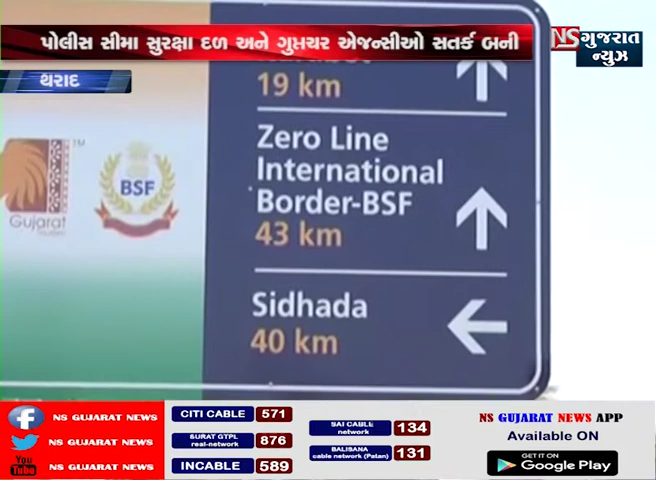 પોલીસ સીમા સુરક્ષા દળ અને ગુપ્તચર એજન્સીઓ સતર્ક બની
NS ગુજરાત
ન્યુઝ
થરાદ
19 km
Zero Line
International
Border-BSF
43 km
Sidhada
40 km
BSF
Gujarat
TM
NS GUJARAT NEWS
NS GUJARAT NEWS
You Tube NS GUJARAT NEWS
CITI CABLE 571
SURAT GTPL real-network 876
INCABLE 589
SAI CABLE network 134
BALISANA cable network (Patan) 131
NS GUJARAT NEWS APP
Available ON
GET IT ON
Google Play